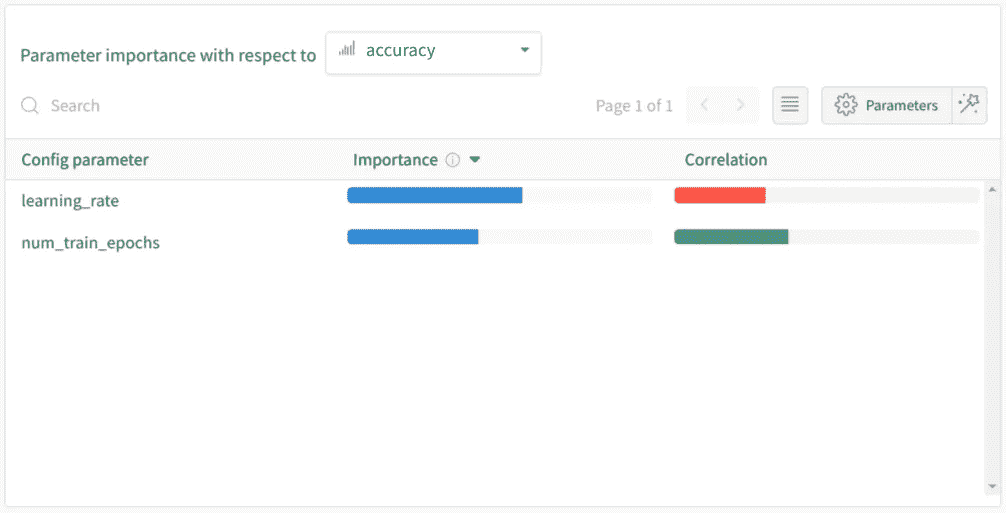 Parameter importance with respect to accuracy
Search Page 1 of 1 Parameters
Config parameter Importance Correlation
learning_rate
num_train_epochs